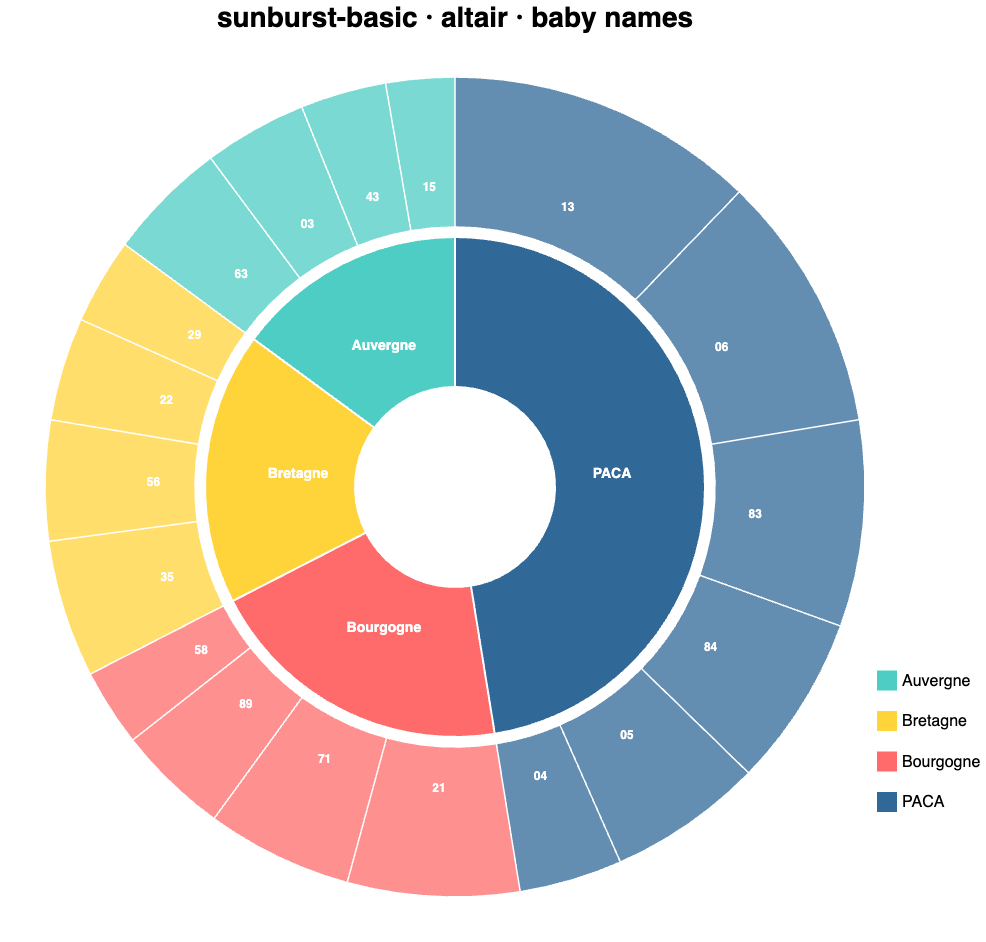 sunburst-basic · altair · baby names
15
43
13
03
63
29
Auvergne
06
22
Bretagne
PACA
56
83
35
Bourgogne
58
84
89
05
71
04
21
Auvergne
Bretagne
Bourgogne
PACA